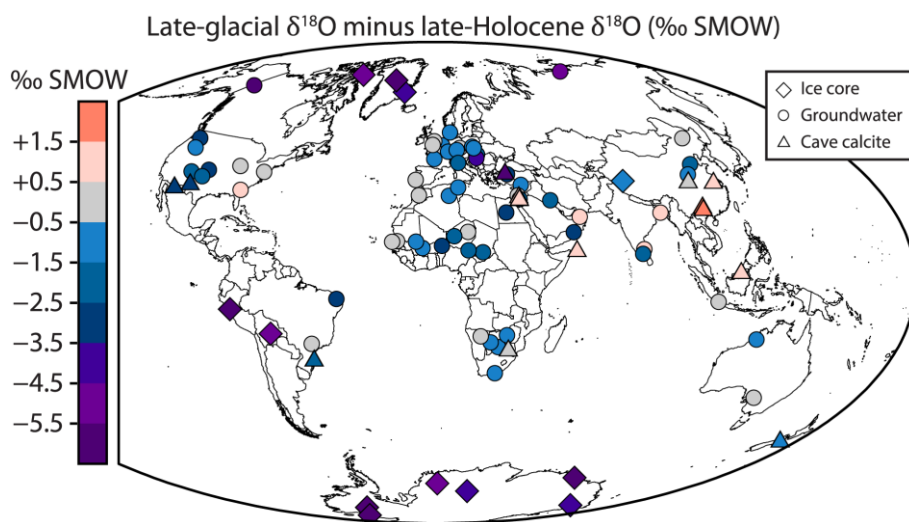 Late-glacial δ¹⁸O minus late-Holocene δ¹⁸O (‰ SMOW)
‰ SMOW
+1.5
+0.5
−0.5
−1.5
−2.5
−3.5
−4.5
−5.5
Ice core
Groundwater
Cave calcite